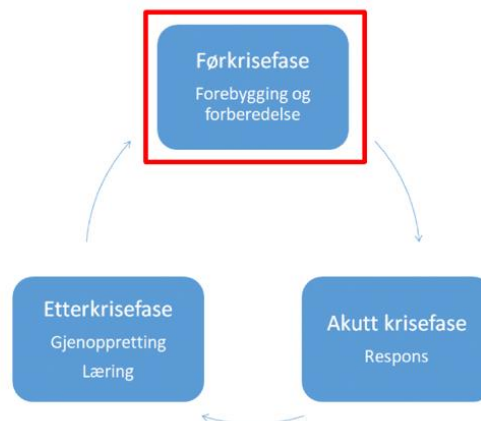 Førkrisefase
Forebygging og
forberedelse
Etterkrisefase
Gjenoppretting
Læring
Akutt krisefase
Respons